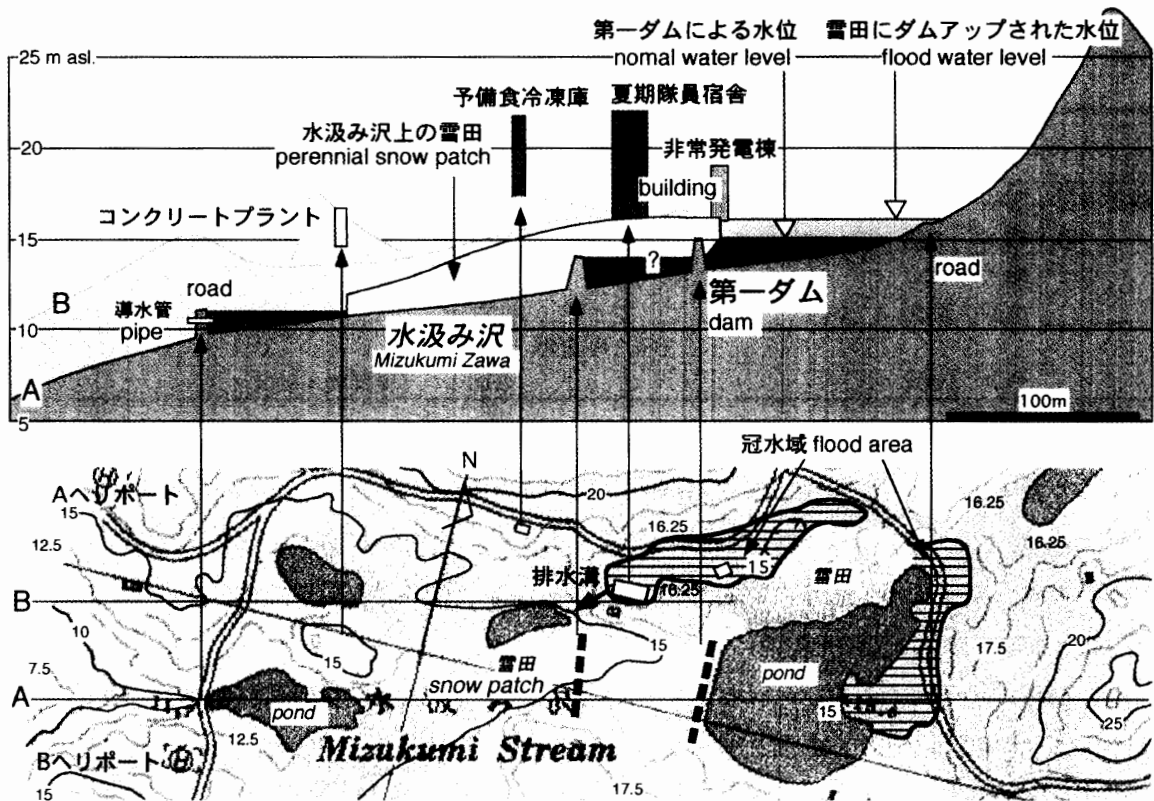 第一ダムによる水位
nomal water level
雪田にダムアップされた水位
flood water level
25 m asl.
予備食冷凍庫
夏期隊員宿舎
水汲み沢上の雪田
perennial snow patch
非常発電棟
building
20
コンクリートプラント
15
?
road
第一ダム
dam
B
導水管
pipe
road
10
水汲み沢
Mizukumi Zawa
A
5
100m
冠水域 flood area
N
Aヘリポート
15
20
16.25
16.25
12.5
排水溝
15
雪田
16.25
B
10
15
15
17.5
20
7.5
雪田
snow patch
pond
A
pond
15
25
12.5
Mizukumi Stream
Bヘリポート
H
15
17.5